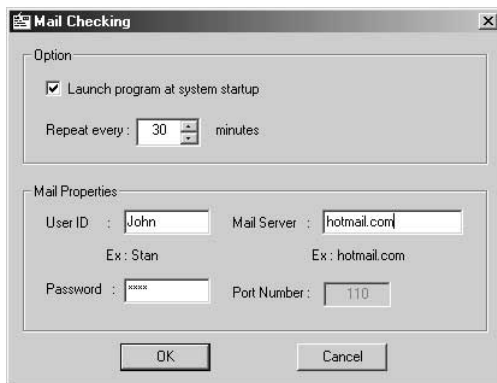 Mail Checking
Option
Launch program at system startup
Repeat every : 30 minutes
Mail Properties
User ID : John Mail Server : hotmail.com
Ex : Stan Ex : hotmail.com
Password : **** Port Number : 110
OK Cancel